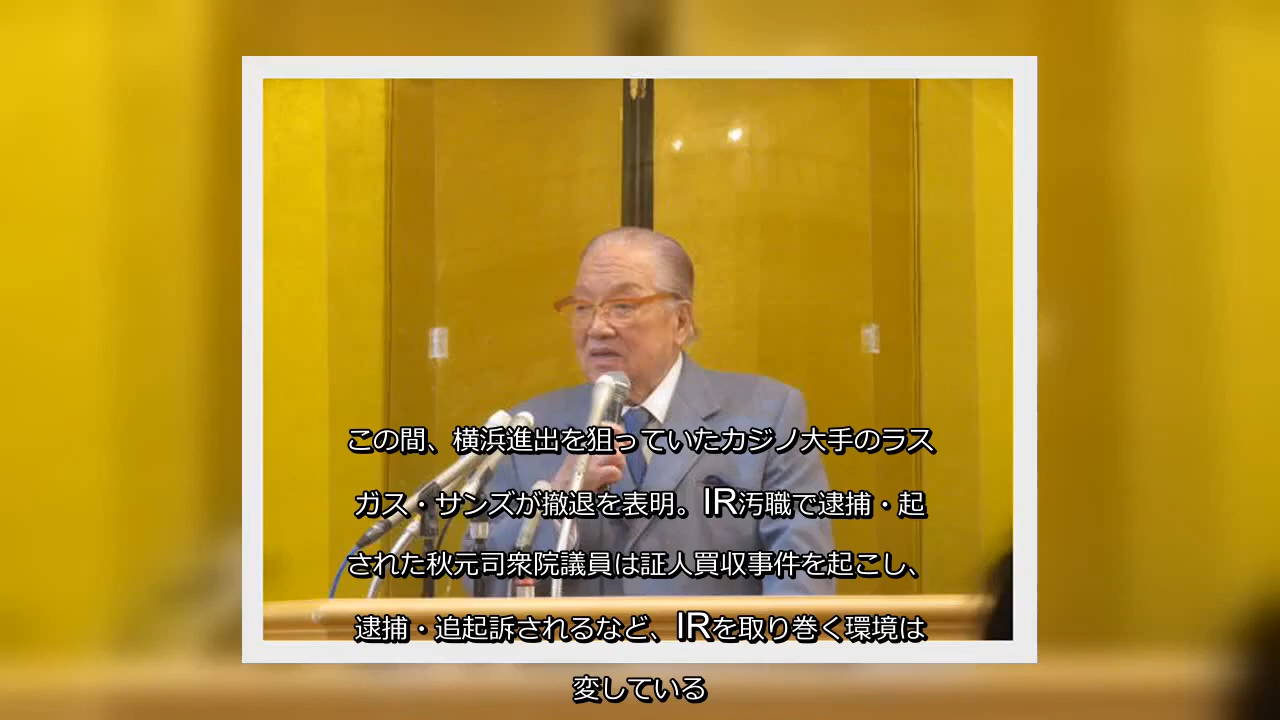 この間、横浜進出を狙っていたカジノ大手のラス
ガス・サンズが撤退を表明。IR汚職で逮捕・起
された秋元司衆院議員は証人買収事件を起こし、
逮捕・追起訴されるなど、IRを取り巻く環境は
変している